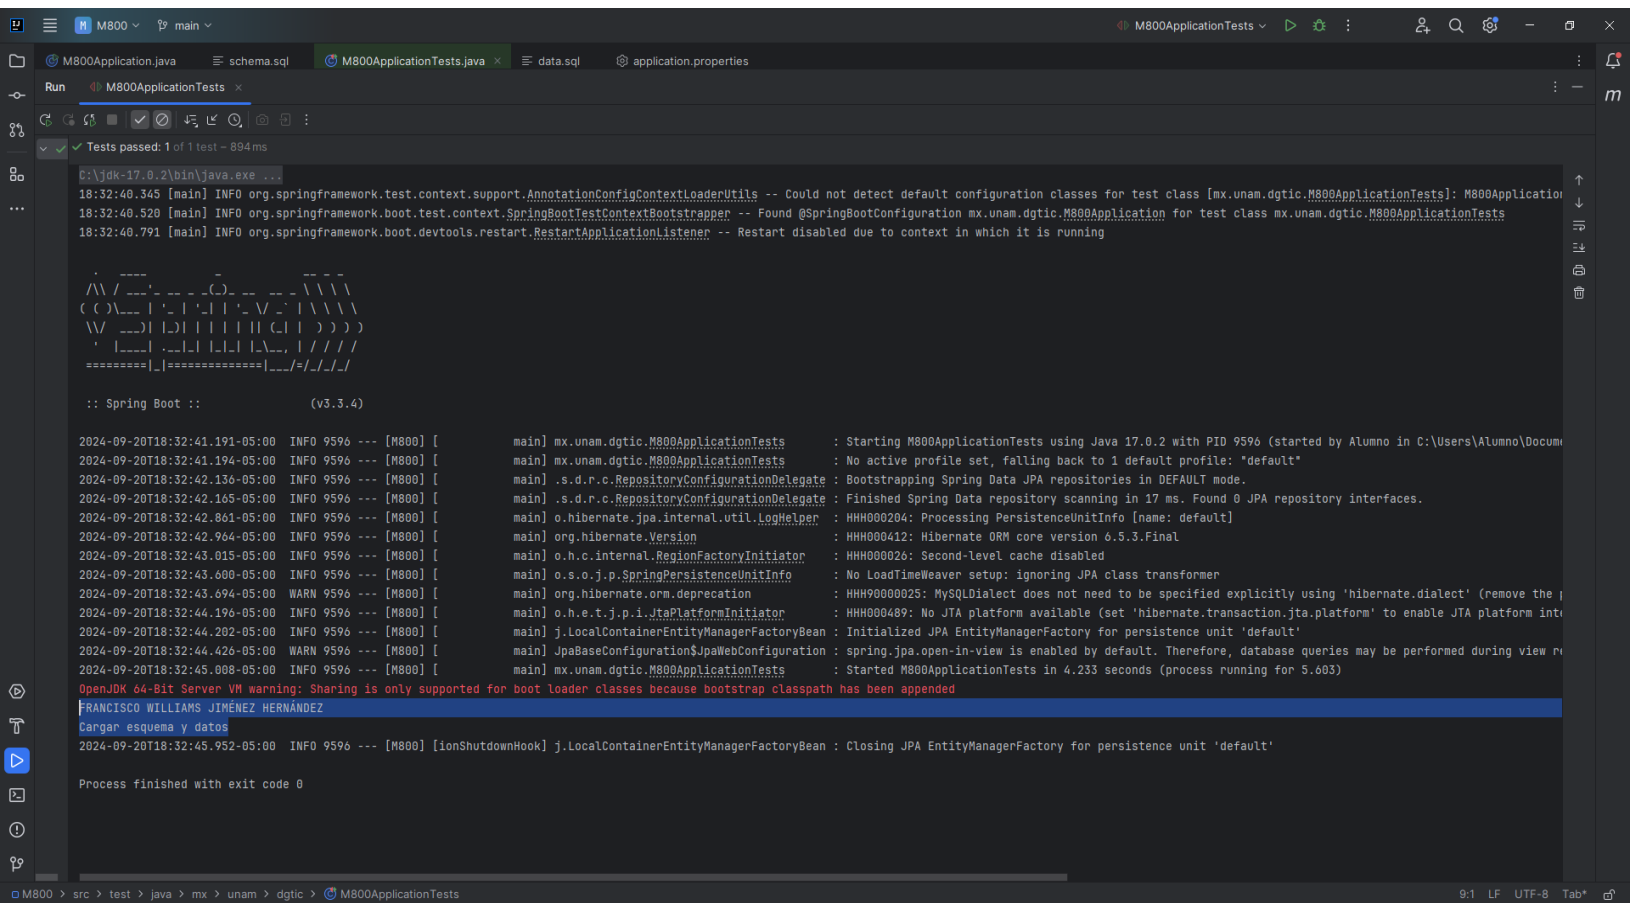 M M800 main M800ApplicationTests
M800Application.java schema.sql M800ApplicationTests.java × data.sql application.properties
Run M800ApplicationTests ×
m
Tests passed: 1 of 1 test – 894 ms
C:\jdk-17.0.2\bin\java.exe ...
18:32:40.345 [main] INFO org.springframework.test.context.support.AnnotationConfigContextLoaderUtils -- Could not detect default configuration classes for test class [mx.unam.dgtic.M800ApplicationTests]: M800Application
18:32:40.520 [main] INFO org.springframework.boot.test.context.SpringBootTestContextBootstrapper -- Found @SpringBootConfiguration mx.unam.dgtic.M800Application for test class mx.unam.dgtic.M800ApplicationTests
18:32:40.791 [main] INFO org.springframework.boot.devtools.restart.RestartApplicationListener -- Restart disabled due to context in which it is running
  .   ____          _            __ _ _
 /\\ / ___'_ __ _ _(_)_ __  __ _ \ \ \ \
( ( )\___ | '_ | '_| | '_ \/ _` | \ \ \ \
 \\/  ___)| |_)| | | | | || (_| |  ) ) ) )
  '  |____| .__|_| |_|_| |_\__, | / / / /
 =========|_|==============|___/=/_/_/_/
:: Spring Boot :: (v3.3.4)
2024-09-20T18:32:41.191-05:00 INFO 9596 --- [M800] [ main] mx.unam.dgtic.M800ApplicationTests : Starting M800ApplicationTests using Java 17.0.2 with PID 9596 (started by Alumno in C:\Users\Alumno\Docume
2024-09-20T18:32:41.194-05:00 INFO 9596 --- [M800] [ main] mx.unam.dgtic.M800ApplicationTests : No active profile set, falling back to 1 default profile: "default"
2024-09-20T18:32:42.136-05:00 INFO 9596 --- [M800] [ main] .s.d.r.c.RepositoryConfigurationDelegate : Bootstrapping Spring Data JPA repositories in DEFAULT mode.
2024-09-20T18:32:42.165-05:00 INFO 9596 --- [M800] [ main] .s.d.r.c.RepositoryConfigurationDelegate : Finished Spring Data repository scanning in 17 ms. Found 0 JPA repository interfaces.
2024-09-20T18:32:42.861-05:00 INFO 9596 --- [M800] [ main] o.hibernate.jpa.internal.util.LogHelper : HHH000204: Processing PersistenceUnitInfo [name: default]
2024-09-20T18:32:42.964-05:00 INFO 9596 --- [M800] [ main] org.hibernate.Version : HHH000412: Hibernate ORM core version 6.5.3.Final
2024-09-20T18:32:43.015-05:00 INFO 9596 --- [M800] [ main] o.h.c.internal.RegionFactoryInitiator : HHH000026: Second-level cache disabled
2024-09-20T18:32:43.600-05:00 INFO 9596 --- [M800] [ main] o.s.o.j.p.SpringPersistenceUnitInfo : No LoadTimeWeaver setup: ignoring JPA class transformer
2024-09-20T18:32:43.694-05:00 WARN 9596 --- [M800] [ main] org.hibernate.orm.deprecation : HHH90000025: MySQLDialect does not need to be specified explicitly using 'hibernate.dialect' (remove the p
2024-09-20T18:32:44.196-05:00 INFO 9596 --- [M800] [ main] o.h.e.t.j.p.i.JtaPlatformInitiator : HHH000489: No JTA platform available (set 'hibernate.transaction.jta.platform' to enable JTA platform inte
2024-09-20T18:32:44.202-05:00 INFO 9596 --- [M800] [ main] j.LocalContainerEntityManagerFactoryBean : Initialized JPA EntityManagerFactory for persistence unit 'default'
2024-09-20T18:32:44.426-05:00 WARN 9596 --- [M800] [ main] JpaBaseConfiguration$JpaWebConfiguration : spring.jpa.open-in-view is enabled by default. Therefore, database queries may be performed during view re
2024-09-20T18:32:45.008-05:00 INFO 9596 --- [M800] [ main] mx.unam.dgtic.M800ApplicationTests : Started M800ApplicationTests in 4.233 seconds (process running for 5.603)
OpenJDK 64-Bit Server VM warning: Sharing is only supported for boot loader classes because bootstrap classpath has been appended
FRANCISCO WILLIAMS JIMÉNEZ HERNÁNDEZ
Cargar esquema y datos
2024-09-20T18:32:45.952-05:00 INFO 9596 --- [M800] [ionShutdownHook] j.LocalContainerEntityManagerFactoryBean : Closing JPA EntityManagerFactory for persistence unit 'default'
Process finished with exit code 0
M800 > src > test > java > mx > unam > dgtic > M800ApplicationTests 9:1 LF UTF-8 Tab*